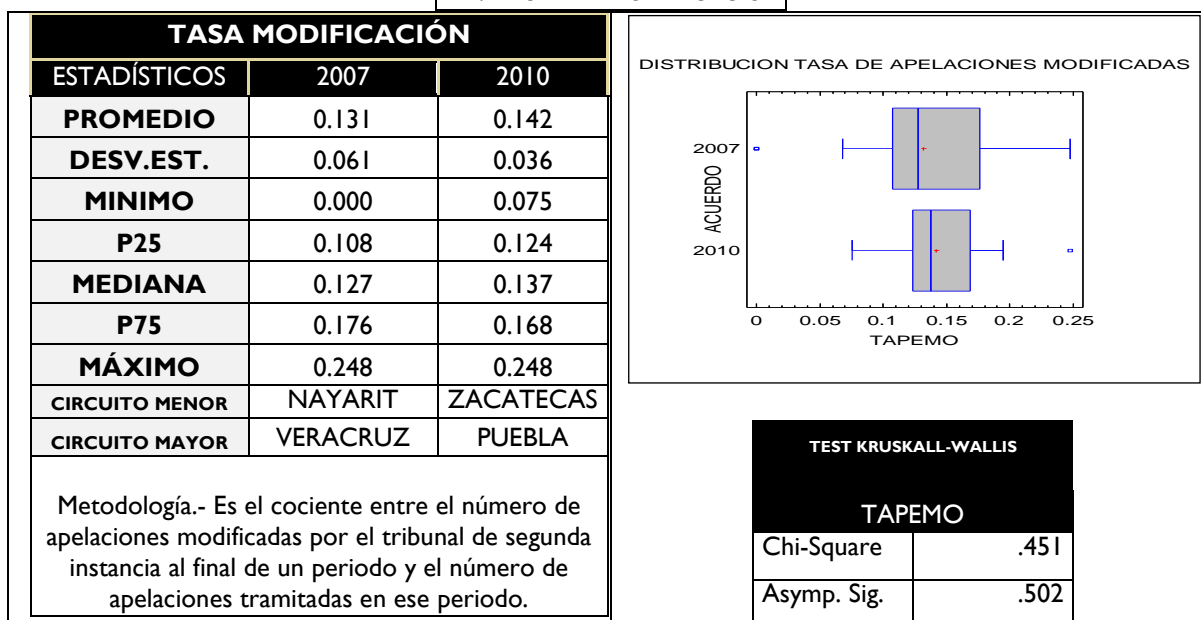 TASA MODIFICACIÓN
ESTADÍSTICOS 2007 2010
PROMEDIO 0.131 0.142
DESV.EST. 0.061 0.036
MINIMO 0.000 0.075
P25 0.108 0.124
MEDIANA 0.127 0.137
P75 0.176 0.168
MÁXIMO 0.248 0.248
CIRCUITO MENOR NAYARIT ZACATECAS
CIRCUITO MAYOR VERACRUZ PUEBLA
Metodología.- Es el cociente entre el número de
apelaciones modificadas por el tribunal de segunda
instancia al final de un periodo y el número de
apelaciones tramitadas en ese periodo.
DISTRIBUCION TASA DE APELACIONES MODIFICADAS
2007
ACUERDO
2010
0 0.05 0.1 0.15 0.2 0.25
TAPEMO
TEST KRUSKALL-WALLIS
TAPEMO
Chi-Square .451
Asymp. Sig. .502